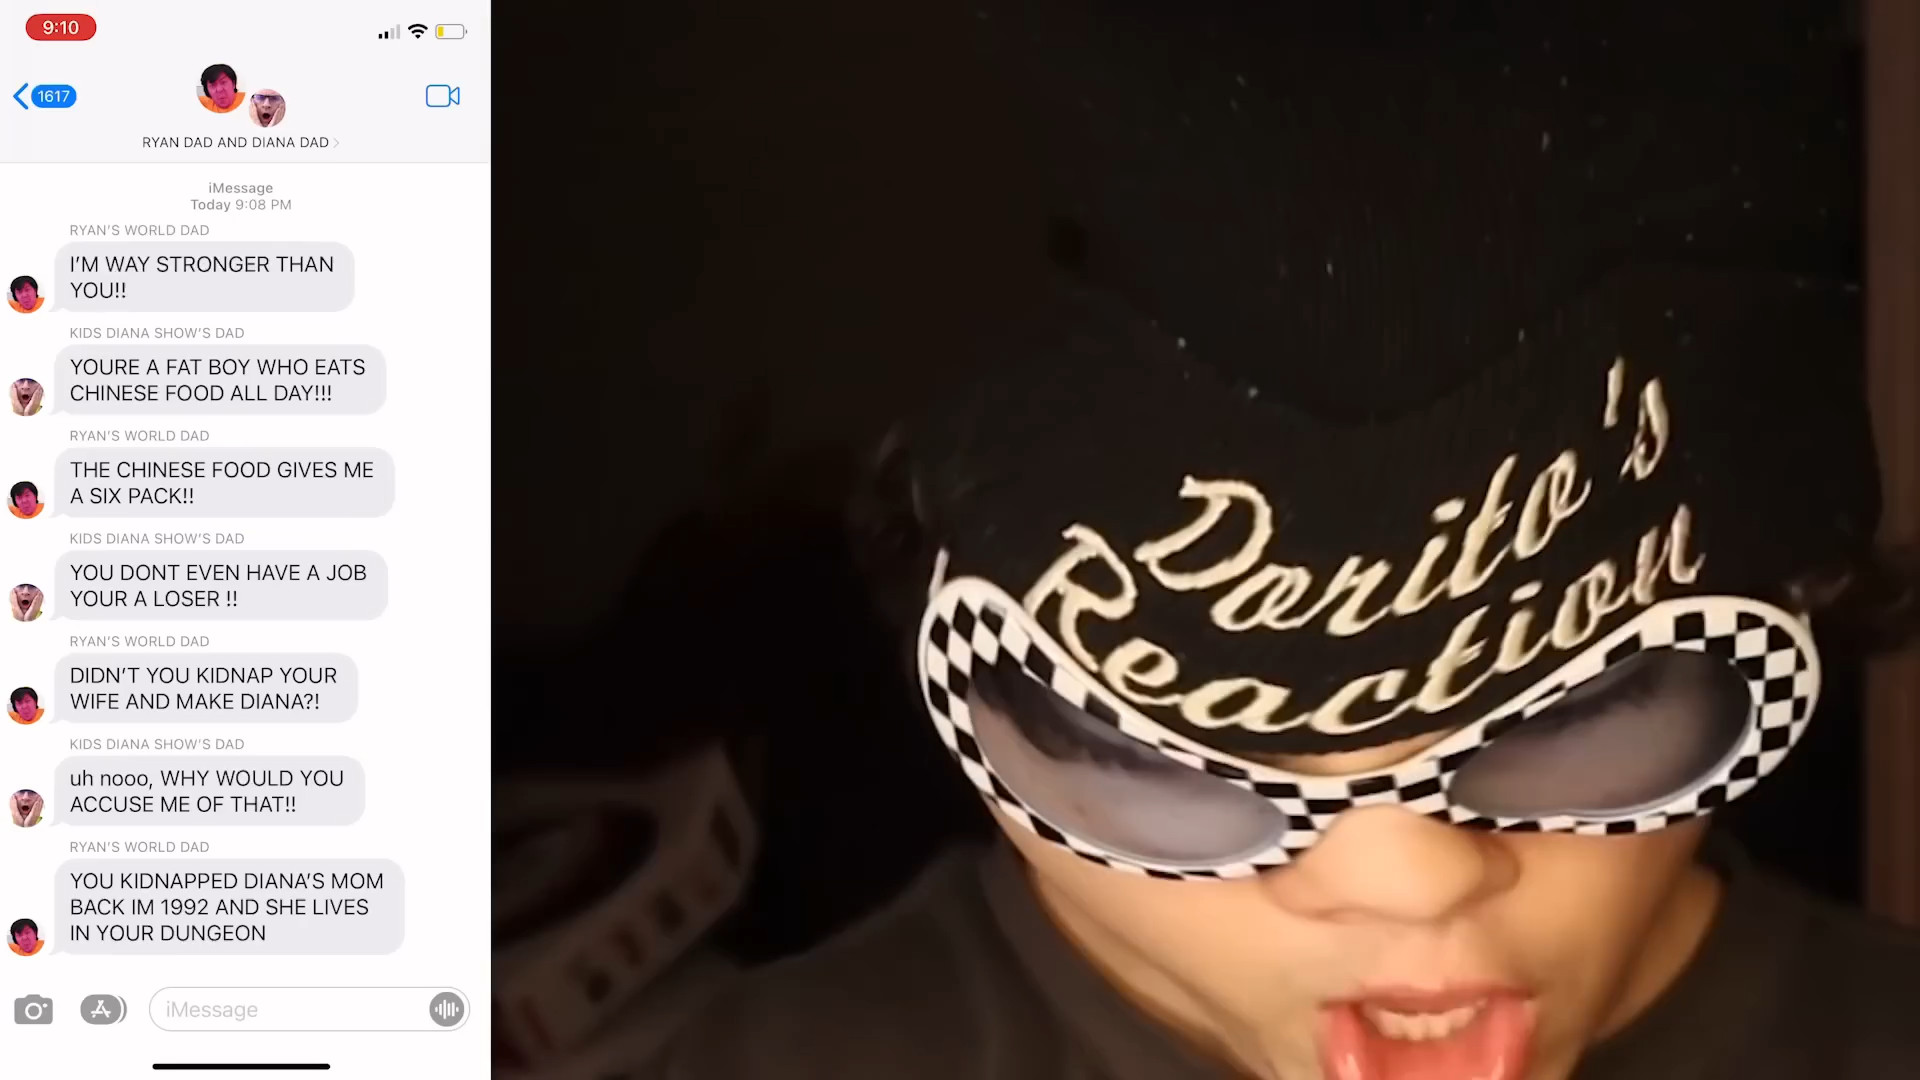 9:10
1617
RYAN DAD AND DIANA DAD
iMessage
Today 9:08 PM
RYAN'S WORLD DAD
I'M WAY STRONGER THAN
YOU!!
KIDS DIANA SHOW'S DAD
YOURE A FAT BOY WHO EATS
CHINESE FOOD ALL DAY!!!
RYAN'S WORLD DAD
THE CHINESE FOOD GIVES ME
A SIX PACK!!
KIDS DIANA SHOW'S DAD
YOU DONT EVEN HAVE A JOB
YOUR A LOSER !!
RYAN'S WORLD DAD
DIDN'T YOU KIDNAP YOUR
WIFE AND MAKE DIANA?!
KIDS DIANA SHOW'S DAD
uh nooo, WHY WOULD YOU
ACCUSE ME OF THAT!!
RYAN'S WORLD DAD
YOU KIDNAPPED DIANA'S MOM
BACK IM 1992 AND SHE LIVES
IN YOUR DUNGEON
iMessage
Dorito's
Reaction